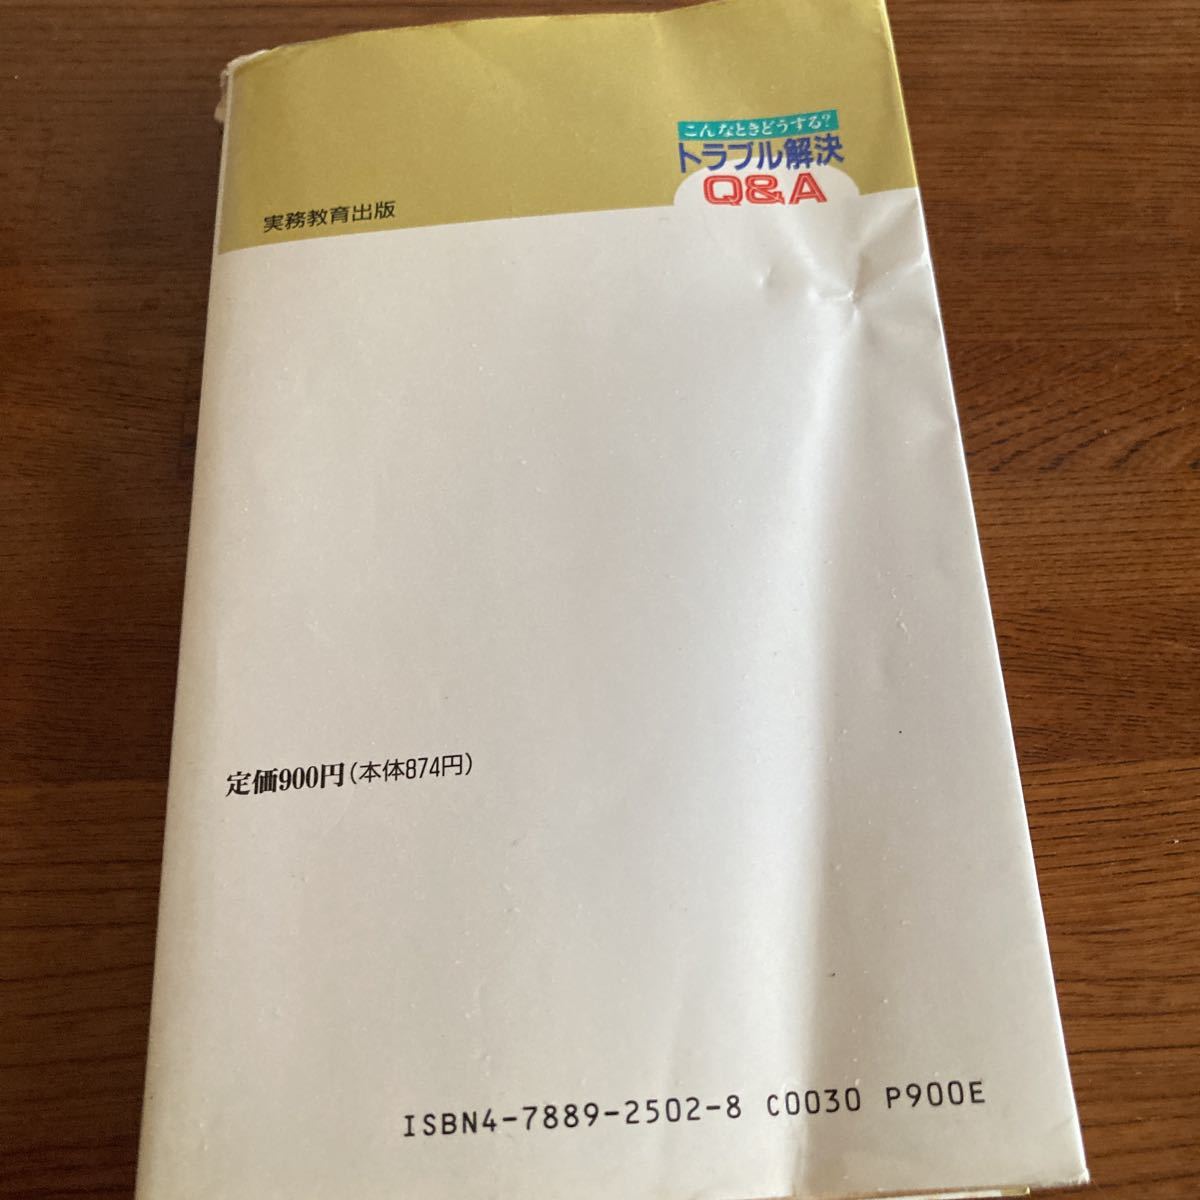 こんなときどうする?
トラブル解決
Q&A
実務教育出版
定価900円(本体874円)
ISBN4-7889-2502-8 C0030 P900E